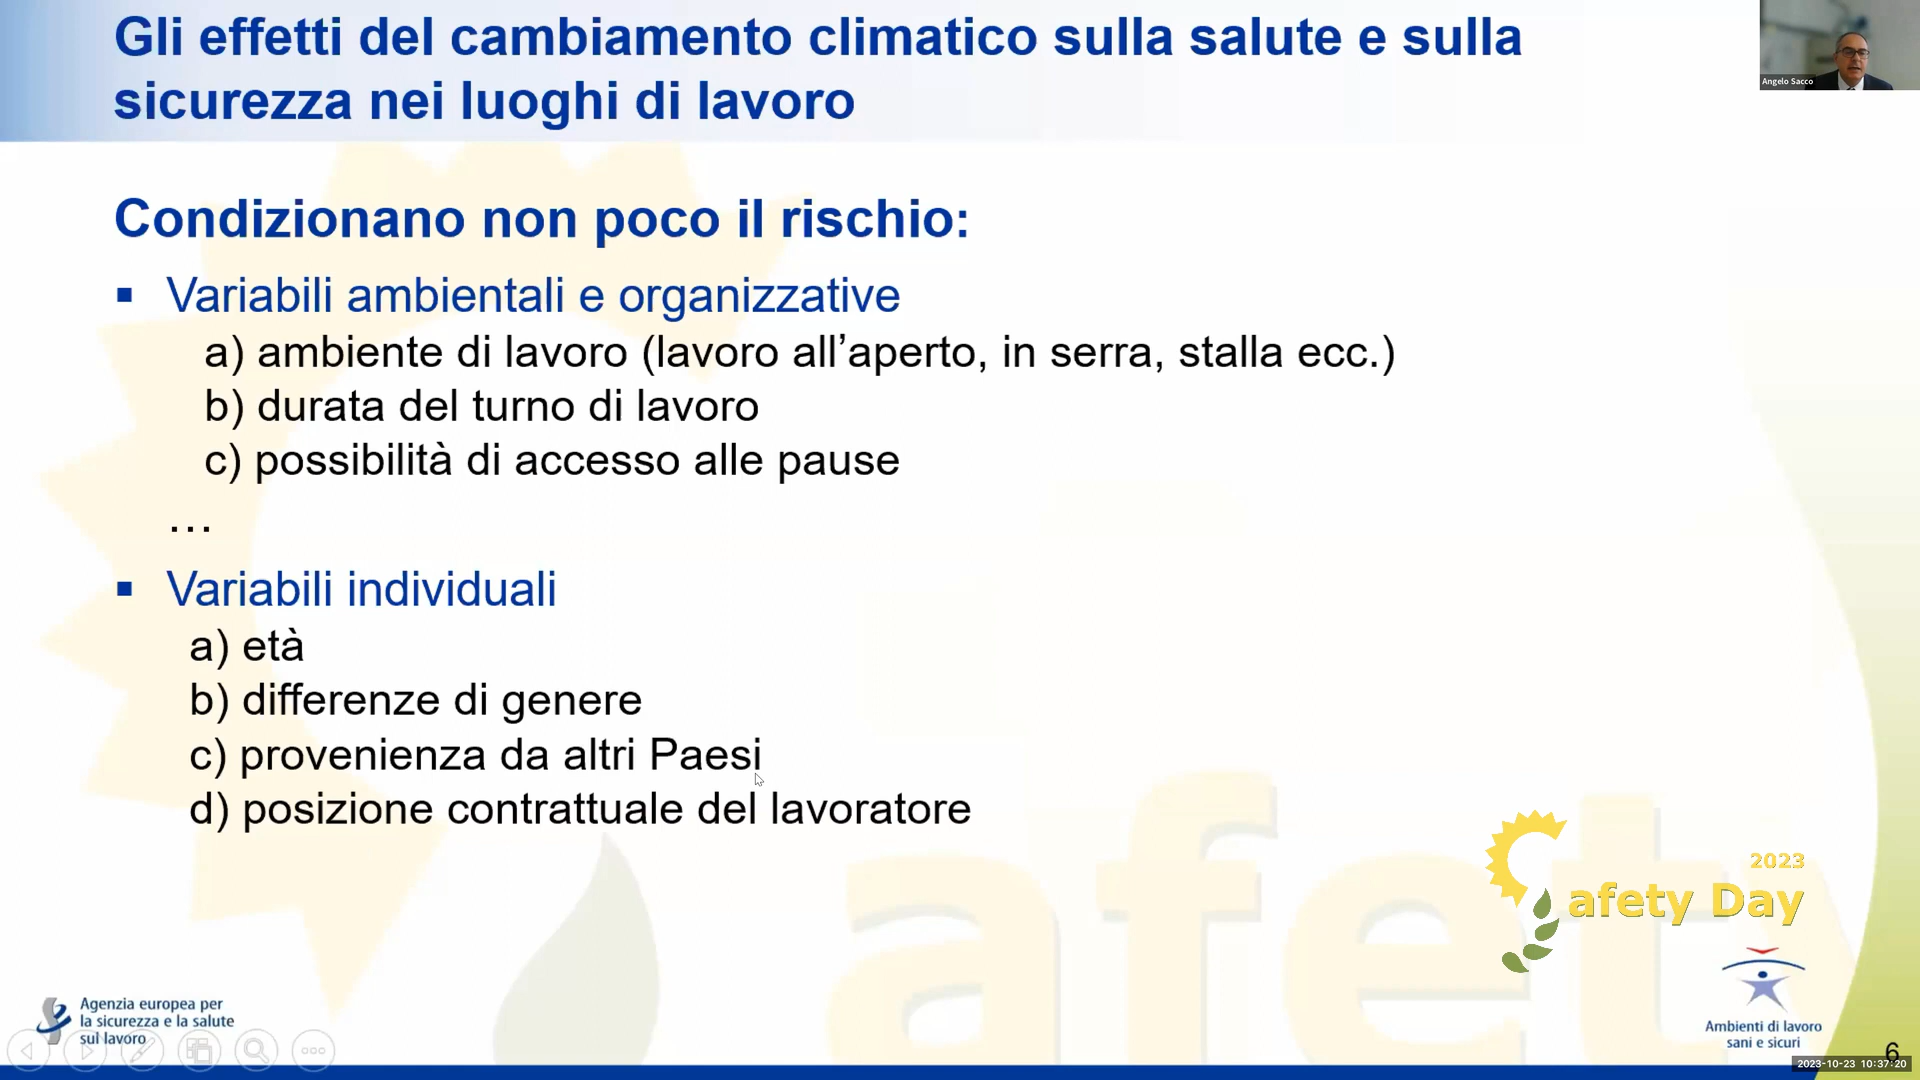 Gli effetti del cambiamento climatico sulla salute e sulla
sicurezza nei luoghi di lavoro
Angelo Sacco
Condizionano non poco il rischio:
▪ Variabili ambientali e organizzative
a) ambiente di lavoro (lavoro all’aperto, in serra, stalla ecc.)
b) durata del turno di lavoro
c) possibilità di accesso alle pause
…
▪ Variabili individuali
a) età
b) differenze di genere
c) provenienza da altri Paesi
d) posizione contrattuale del lavoratore
2023
afety Day
afety
Agenzia europea per
la sicurezza e la salute
sul lavoro
Ambienti di lavoro
sani e sicuri
6
2023-10-23 10:37:20